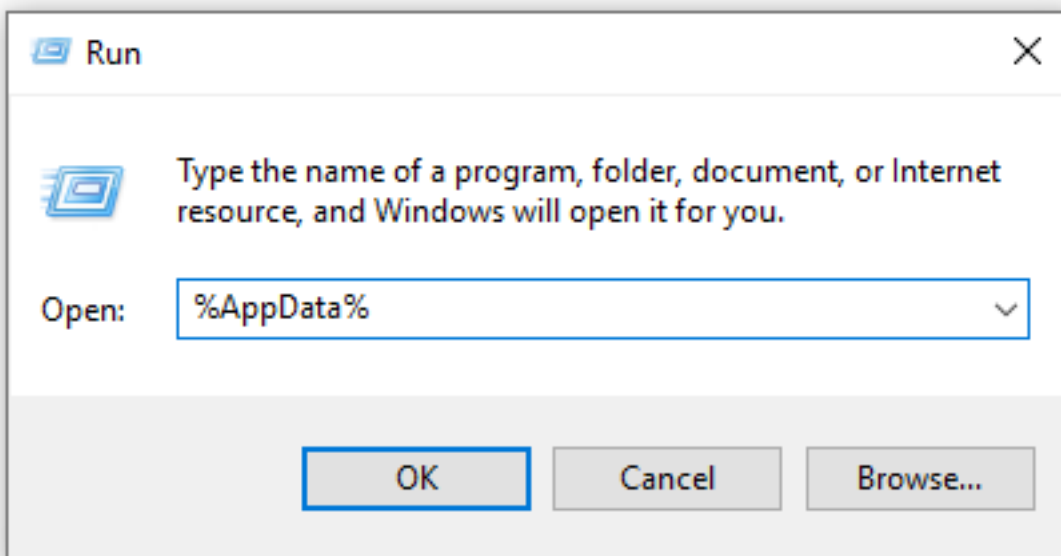 Run
Type the name of a program, folder, document, or Internet
resource, and Windows will open it for you.
Open: %AppData%
OK Cancel Browse...